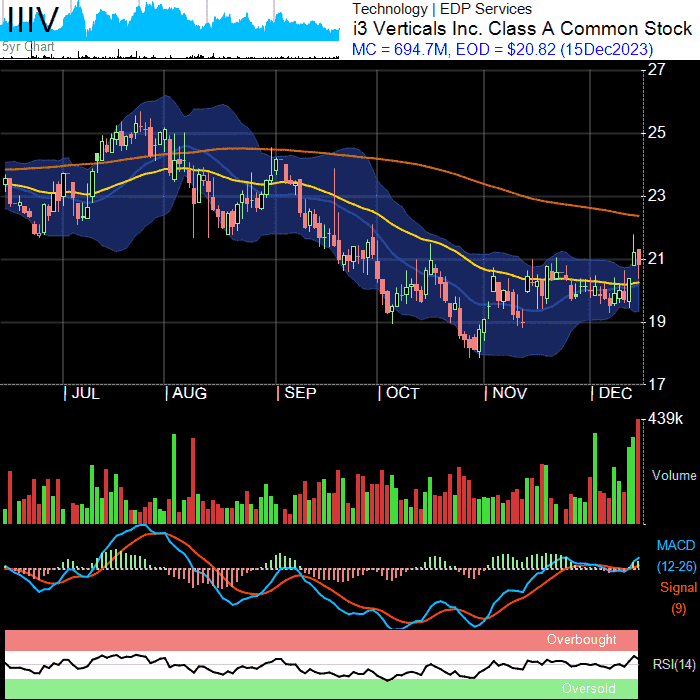 IIIV
5yr Chart
Technology | EDP Services
i3 Verticals Inc. Class A Common Stock
MC = 694.7M, EOD = $20.82 (15Dec2023)
27
25
23
21
19
17
JUL AUG SEP OCT NOV DEC
439k
Volume
MACD
(12-26)
Signal
(9)
Overbought
RSI(14)
Oversold